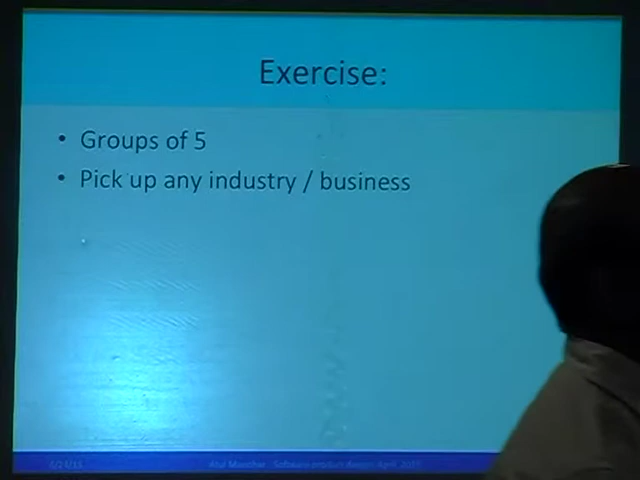 Exercise:
• Groups of 5
• Pick up any industry / business